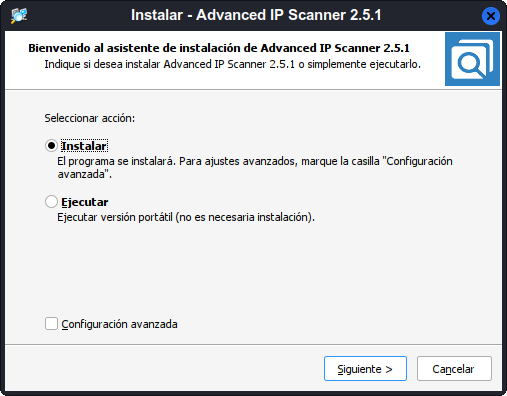 Instalar - Advanced IP Scanner 2.5.1
Bienvenido al asistente de instalación de Advanced IP Scanner 2.5.1
Indique si desea instalar Advanced IP Scanner 2.5.1 o simplemente ejecutarlo.
Seleccionar acción:
Instalar
El programa se instalará. Para ajustes avanzados, marque la casilla "Configuración
avanzada".
Ejecutar
Ejecutar versión portátil (no es necesaria instalación).
Configuración avanzada
Siguiente >
Cancelar